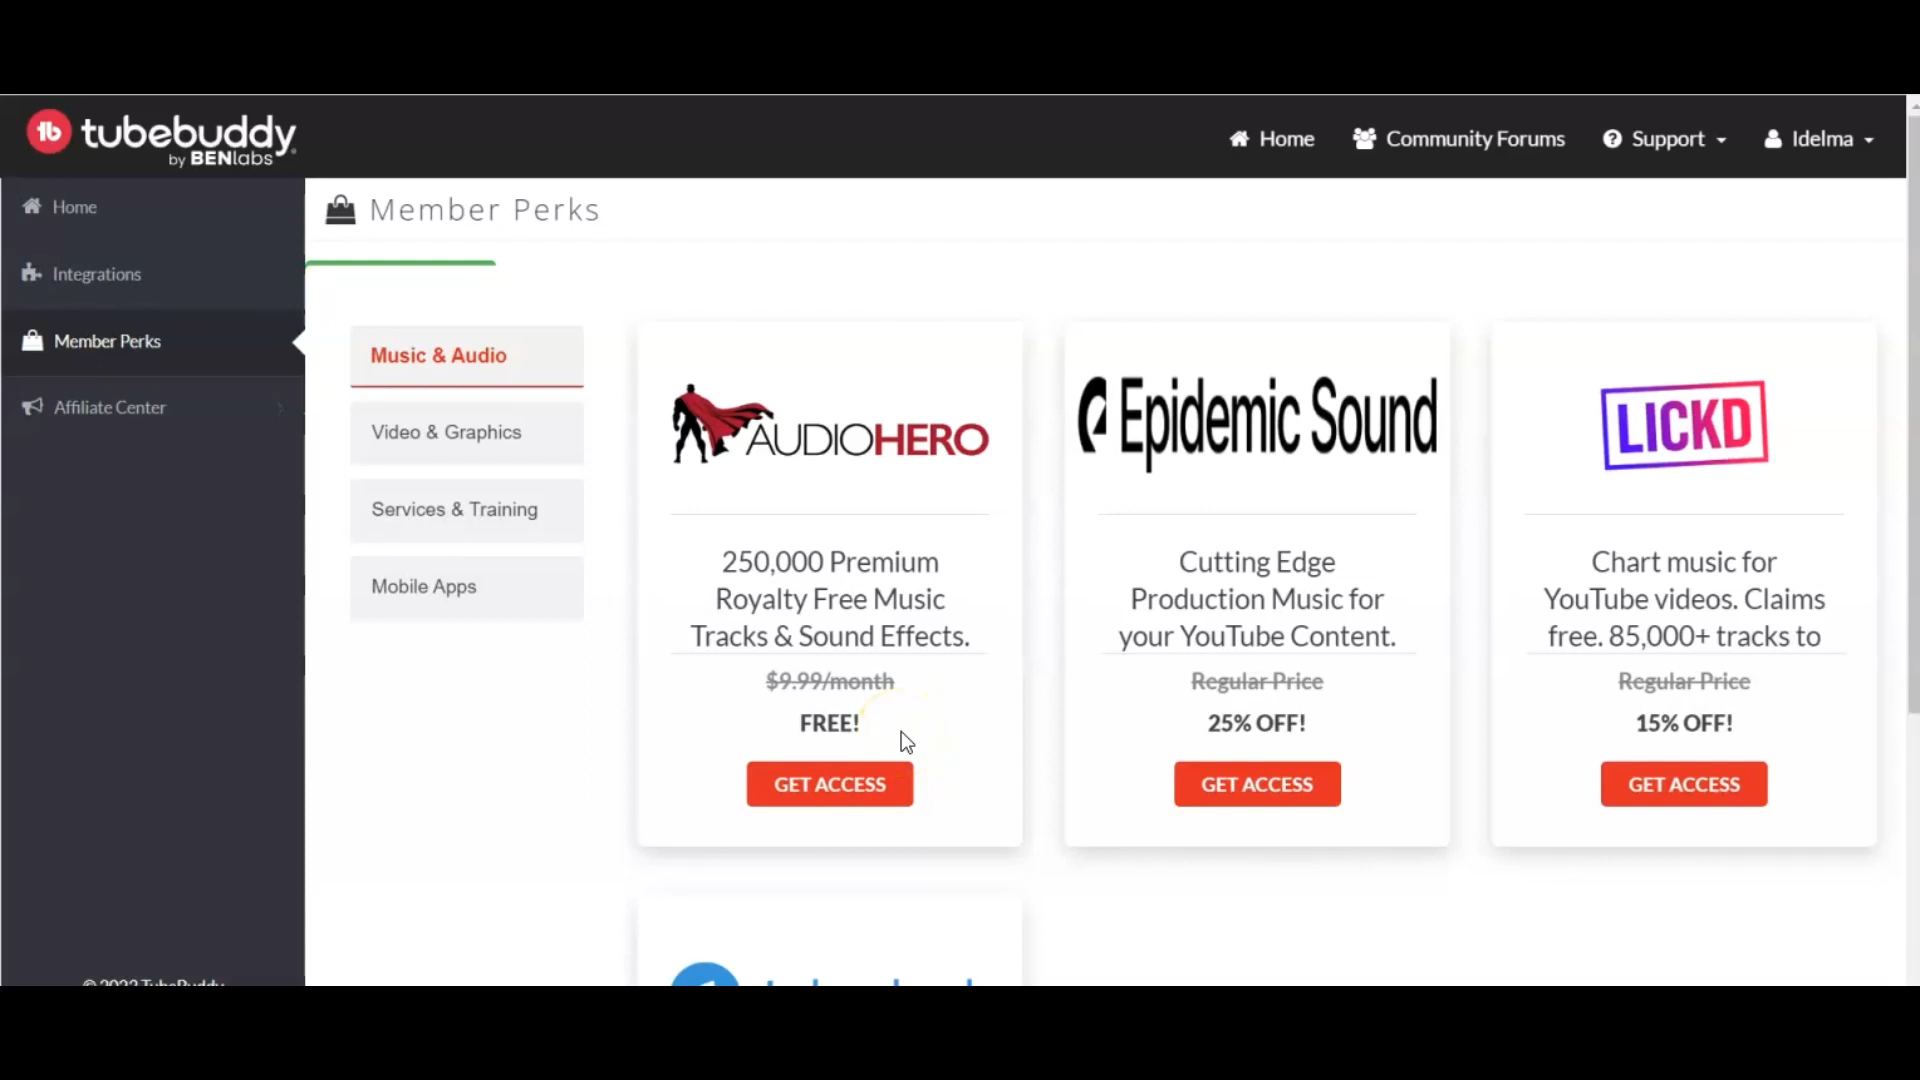 tb tubebuddy
by BENlabs
Home
Community Forums
Support
Idelma
Home
Integrations
Member Perks
Affiliate Center
© 2023 TubeBuddy
Member Perks
Music & Audio
Video & Graphics
Services & Training
Mobile Apps
AUDIOHERO
250,000 Premium
Royalty Free Music
Tracks & Sound Effects.
$9.99/month
FREE!
GET ACCESS
Epidemic Sound
Cutting Edge
Production Music for
your YouTube Content.
Regular Price
25% OFF!
GET ACCESS
LICKD
Chart music for
YouTube videos. Claims
free. 85,000+ tracks to
Regular Price
15% OFF!
GET ACCESS